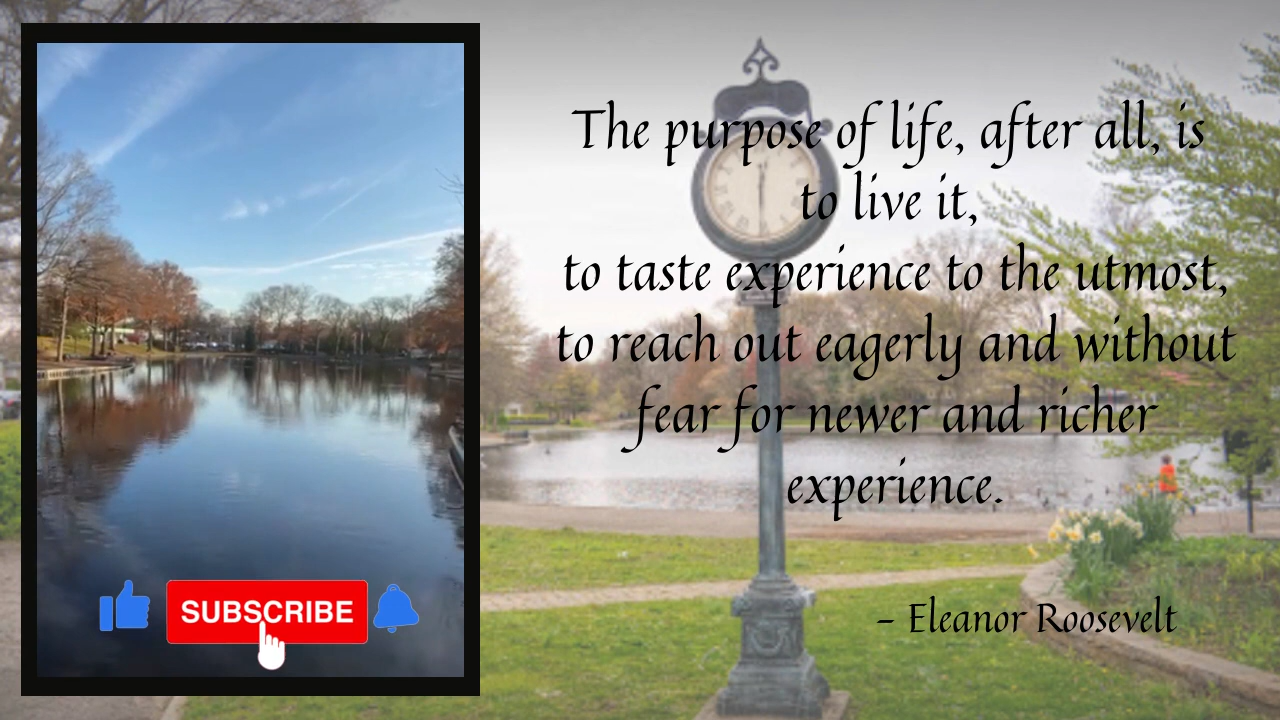 The purpose of life, after all, is
to live it,
to taste experience to the utmost,
to reach out eagerly and without
fear for newer and richer
experience.
– Eleanor Roosevelt
SUBSCRIBE